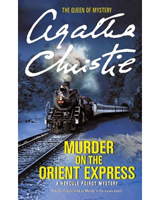 THE QUEEN OF MYSTERY
Agatha
Christie
MURDER
ON THE
ORIENT EXPRESS
A HERCULE POIROT MYSTERY